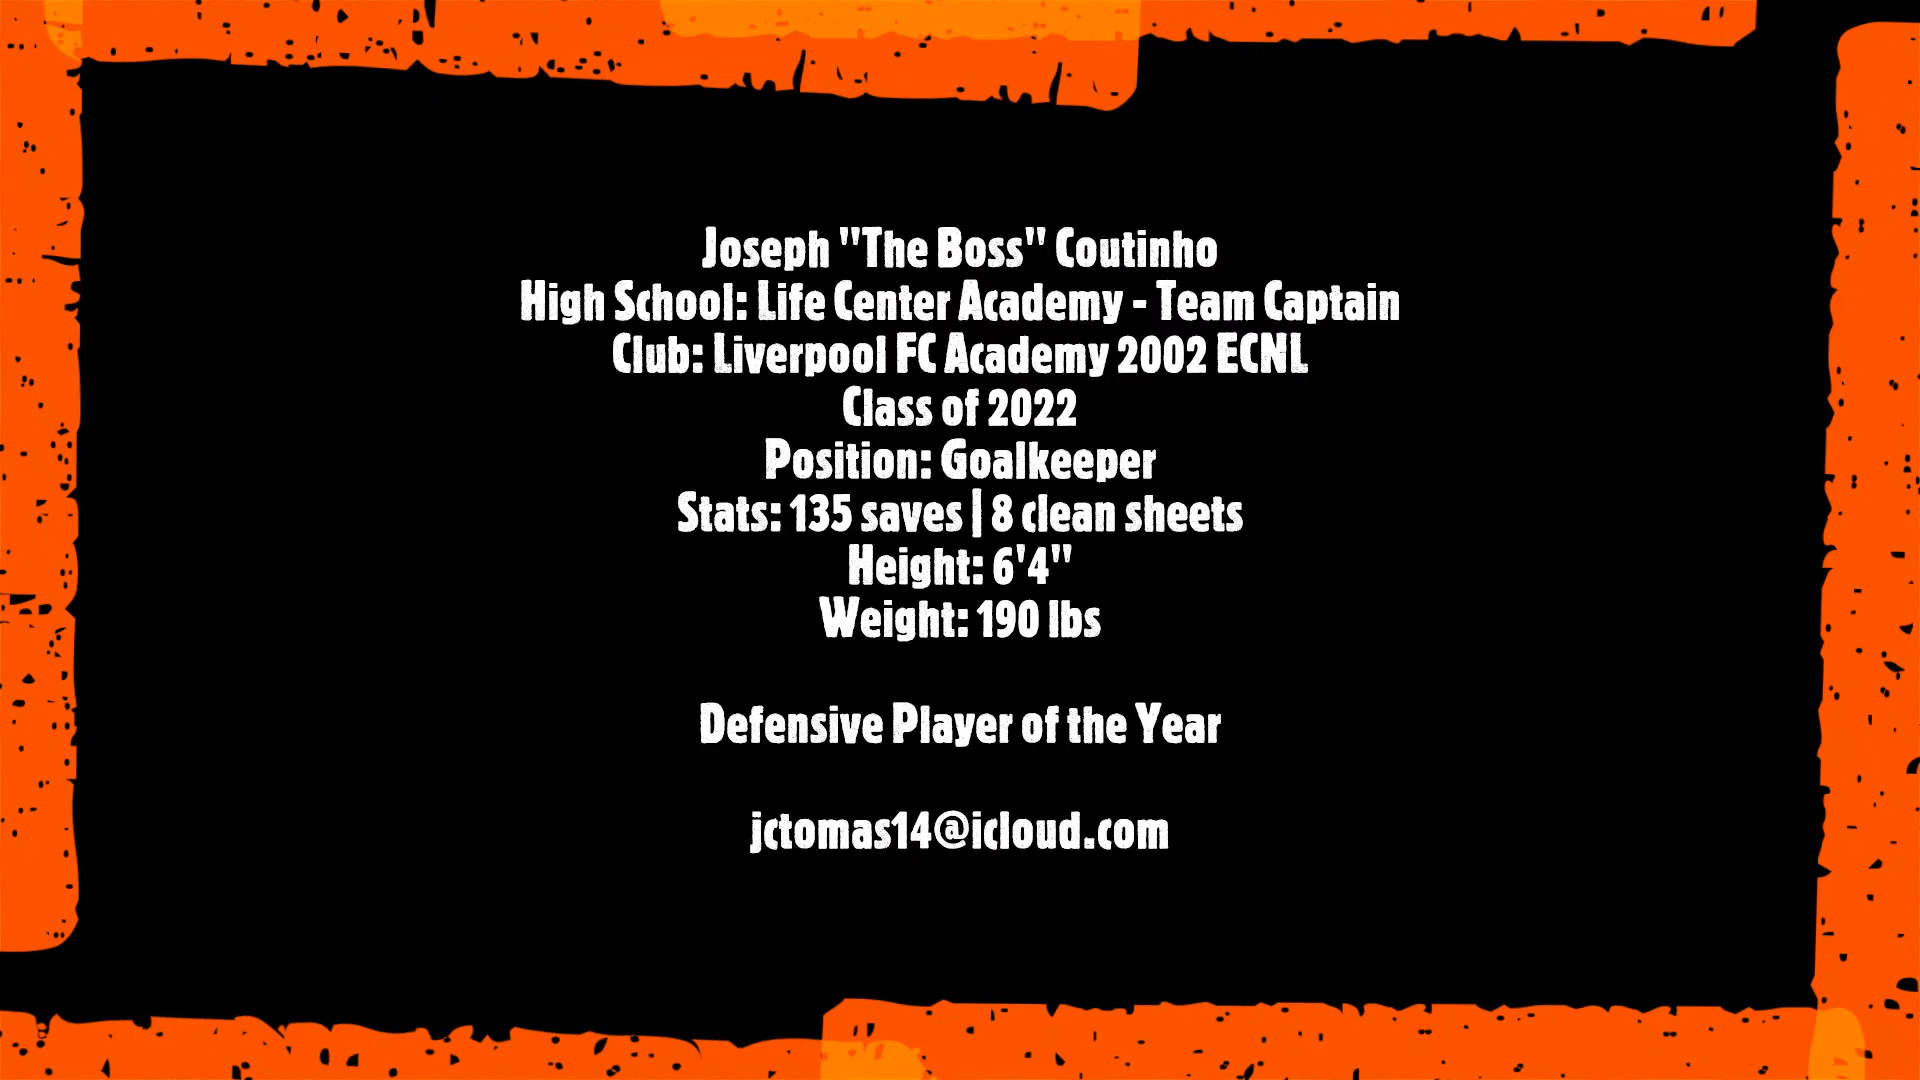 Joseph "The Boss" Coutinho
High School: Life Center Academy - Team Captain
Club: Liverpool FC Academy 2002 ECNL
Class of 2022
Position: Goalkeeper
Stats: 135 saves | 8 clean sheets
Height: 6'4"
Weight: 190 lbs
Defensive Player of the Year
jctomas14@icloud.com